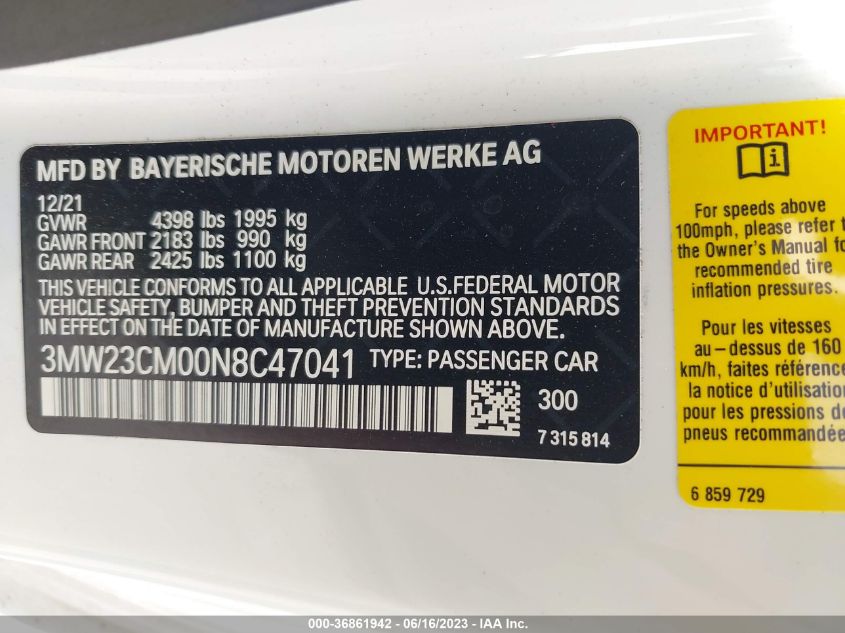 MFD BY BAYERISCHE MOTOREN WERKE AG
12/21
GVWR 4398 lbs 1995 kg
GAWR FRONT 2183 lbs 990 kg
GAWR REAR 2425 lbs 1100 kg
THIS VEHICLE CONFORMS TO ALL APPLICABLE U.S.FEDERAL MOTOR
VEHICLE SAFETY, BUMPER AND THEFT PREVENTION STANDARDS
IN EFFECT ON THE DATE OF MANUFACTURE SHOWN ABOVE.
3MW23CM00N8C47041 TYPE: PASSENGER CAR
300
7 315 814
IMPORTANT!
For speeds above
100mph, please refer
the Owner's Manual
recommended tire
inflation pressures.
Pour les vitesses
au-dessus de 160
km/h, faites
la notice d'utilisation
pour les pressions
pneus
6 859 729
000-36861942 - 06/16/2023 - IAA Inc.